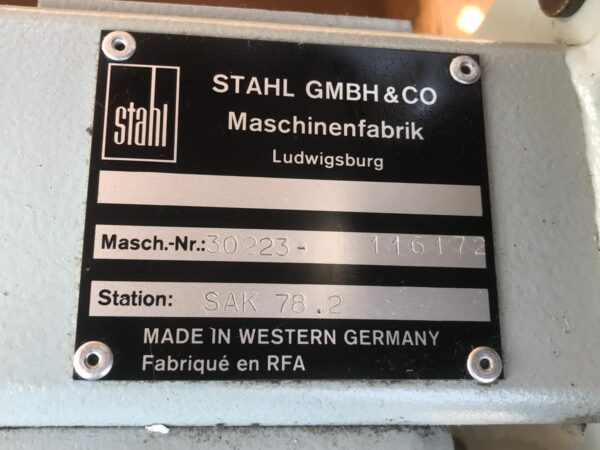 stahl
STAHL GMBH & CO
Maschinenfabrik
Ludwigsburg
Masch.-Nr.: 30223- 116172
Station: SAK 78.2
MADE IN WESTERN GERMANY
Fabriqué en RFA